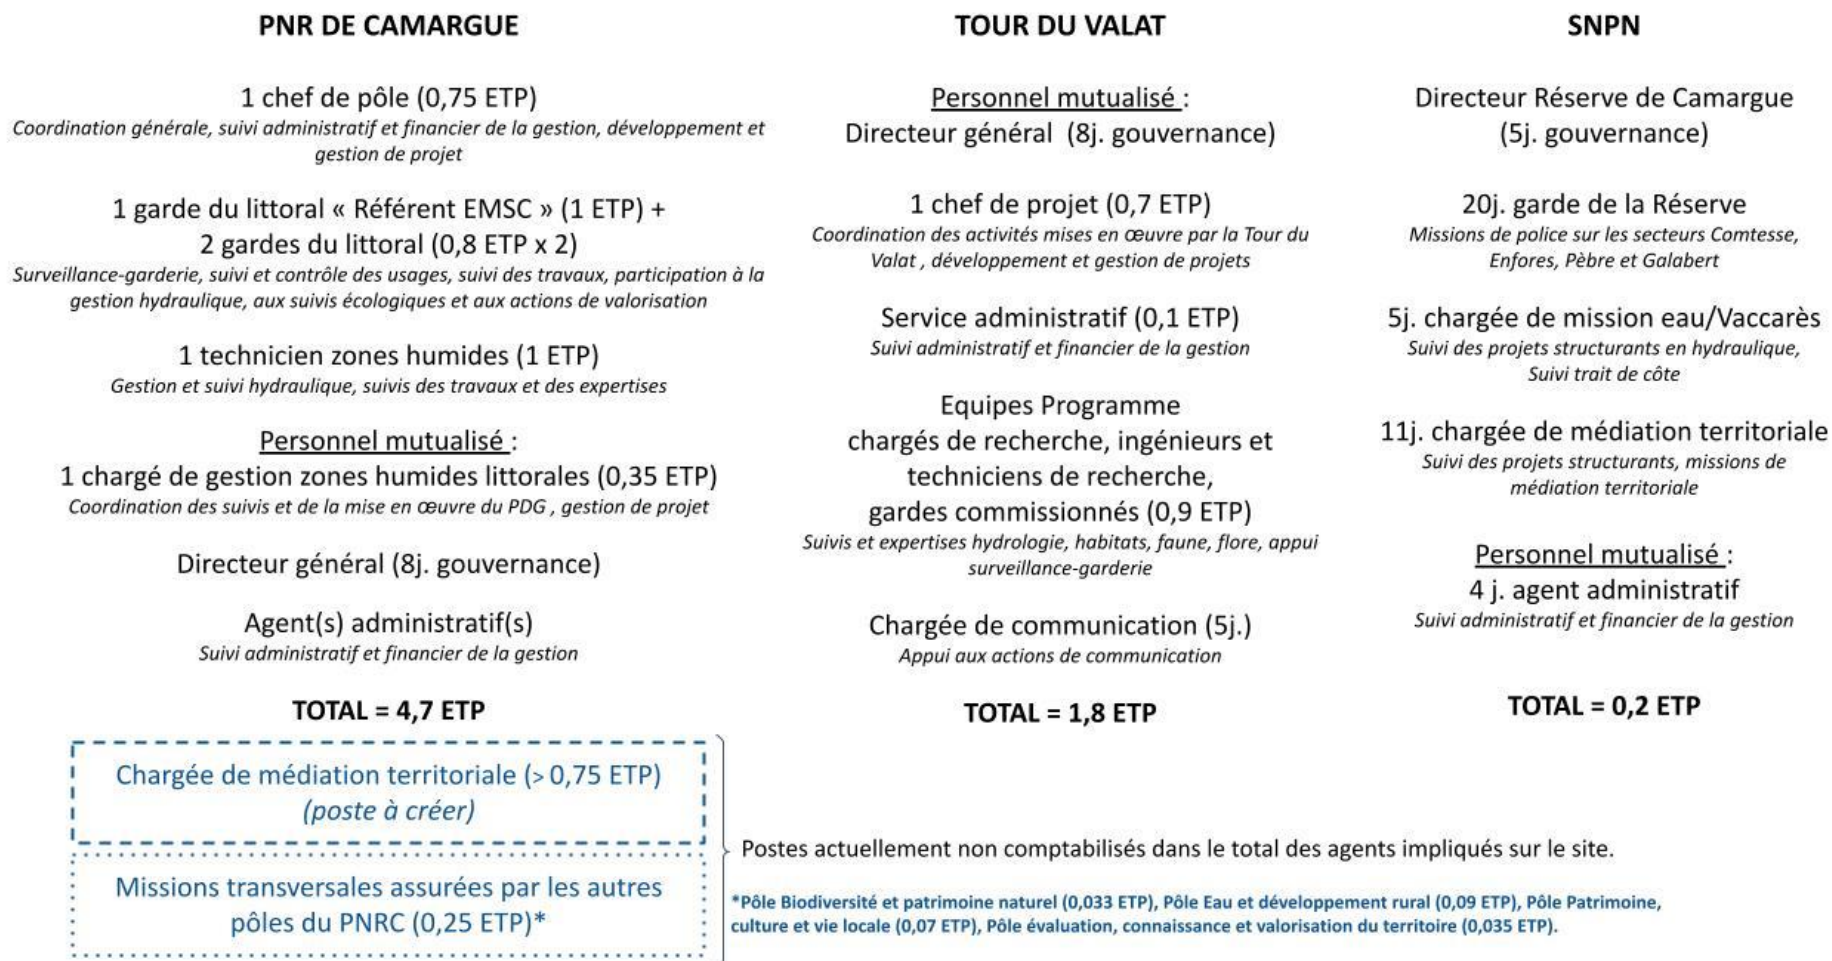 PNR DE CAMARGUE
1 chef de pôle (0,75 ETP)
Coordination générale, suivi administratif et financier de la gestion, développement et
gestion de projet
1 garde du littoral « Référent EMSC » (1 ETP) +
2 gardes du littoral (0,8 ETP x 2)
Surveillance-garderie, suivi et contrôle des usages, suivi des travaux, participation à la
gestion hydraulique, aux suivis écologiques et aux actions de valorisation
1 technicien zones humides (1 ETP)
Gestion et suivi hydraulique, suivis des travaux et des expertises
Personnel mutualisé :
1 chargé de gestion zones humides littorales (0,35 ETP)
Coordination des suivis et de la mise en œuvre du PDG , gestion de projet
Directeur général (8j. gouvernance)
Agent(s) administratif(s)
Suivi administratif et financier de la gestion
TOTAL = 4,7 ETP
Chargée de médiation territoriale (> 0,75 ETP)
(poste à créer)
Missions transversales assurées par les autres
pôles du PNRC (0,25 ETP)*
TOUR DU VALAT
Personnel mutualisé :
Directeur général (8j. gouvernance)
1 chef de projet (0,7 ETP)
Coordination des activités mises en œuvre par la Tour du
Valat , développement et gestion de projets
Service administratif (0,1 ETP)
Suivi administratif et financier de la gestion
Equipes Programme
chargés de recherche, ingénieurs et
techniciens de recherche,
gardes commissionnés (0,9 ETP)
Suivis et expertises hydrologie, habitats, faune, flore, appui
surveillance-garderie
Chargée de communication (5j.)
Appui aux actions de communication
TOTAL = 1,8 ETP
SNPN
Directeur Réserve de Camargue
(5j. gouvernance)
20j. garde de la Réserve
Missions de police sur les secteurs Comtesse,
Enfores, Pèbre et Galabert
5j. chargée de mission eau/Vaccarès
Suivi des projets structurants en hydraulique,
Suivi trait de côte
11j. chargée de médiation territoriale
Suivi des projets structurants, missions de
médiation territoriale
Personnel mutualisé :
4 j. agent administratif
Suivi administratif et financier de la gestion
TOTAL = 0,2 ETP
Postes actuellement non comptabilisés dans le total des agents impliqués sur le site.
*Pôle Biodiversité et patrimoine naturel (0,033 ETP), Pôle Eau et développement rural (0,09 ETP), Pôle Patrimoine,
culture et vie locale (0,07 ETP), Pôle évaluation, connaissance et valorisation du territoire (0,035 ETP).